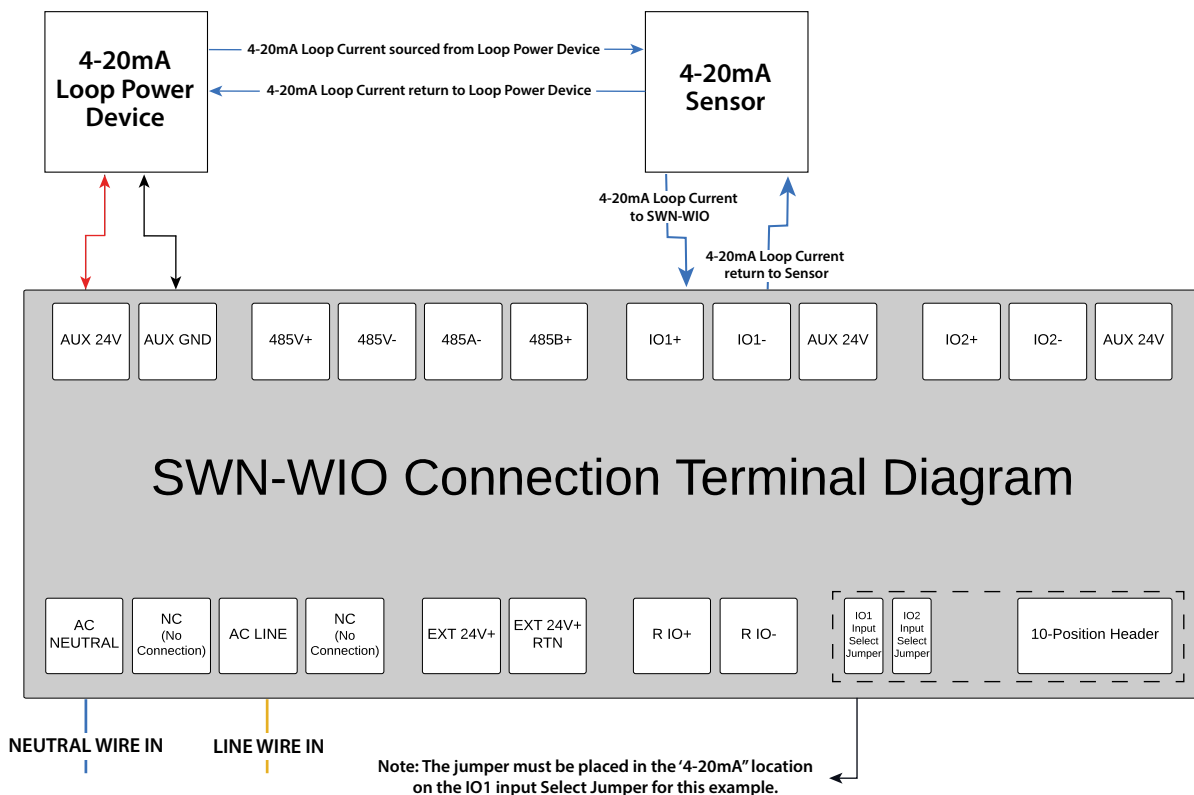 4-20mA
Loop Power
Device
4-20mA Loop Current sourced from Loop Power Device
4-20mA Loop Current return to Loop Power Device
4-20mA
Sensor
4-20mA Loop Current
to SWN-WIO
4-20mA Loop Current
return to Sensor
AUX 24V
AUX GND
485V+
485V-
485A-
485B+
IO1+
IO1-
AUX 24V
IO2+
IO2-
AUX 24V
SWN-WIO Connection Terminal Diagram
AC
NEUTRAL
NC
(No
Connection)
AC LINE
NC
(No
Connection)
EXT 24V+
EXT 24V+
RTN
R IO+
R IO-
IO1
Input
Select
Jumper
IO2
Input
Select
Jumper
10-Position Header
NEUTRAL WIRE IN
LINE WIRE IN
Note: The jumper must be placed in the ‘4-20mA” location
on the IO1 input Select Jumper for this example.